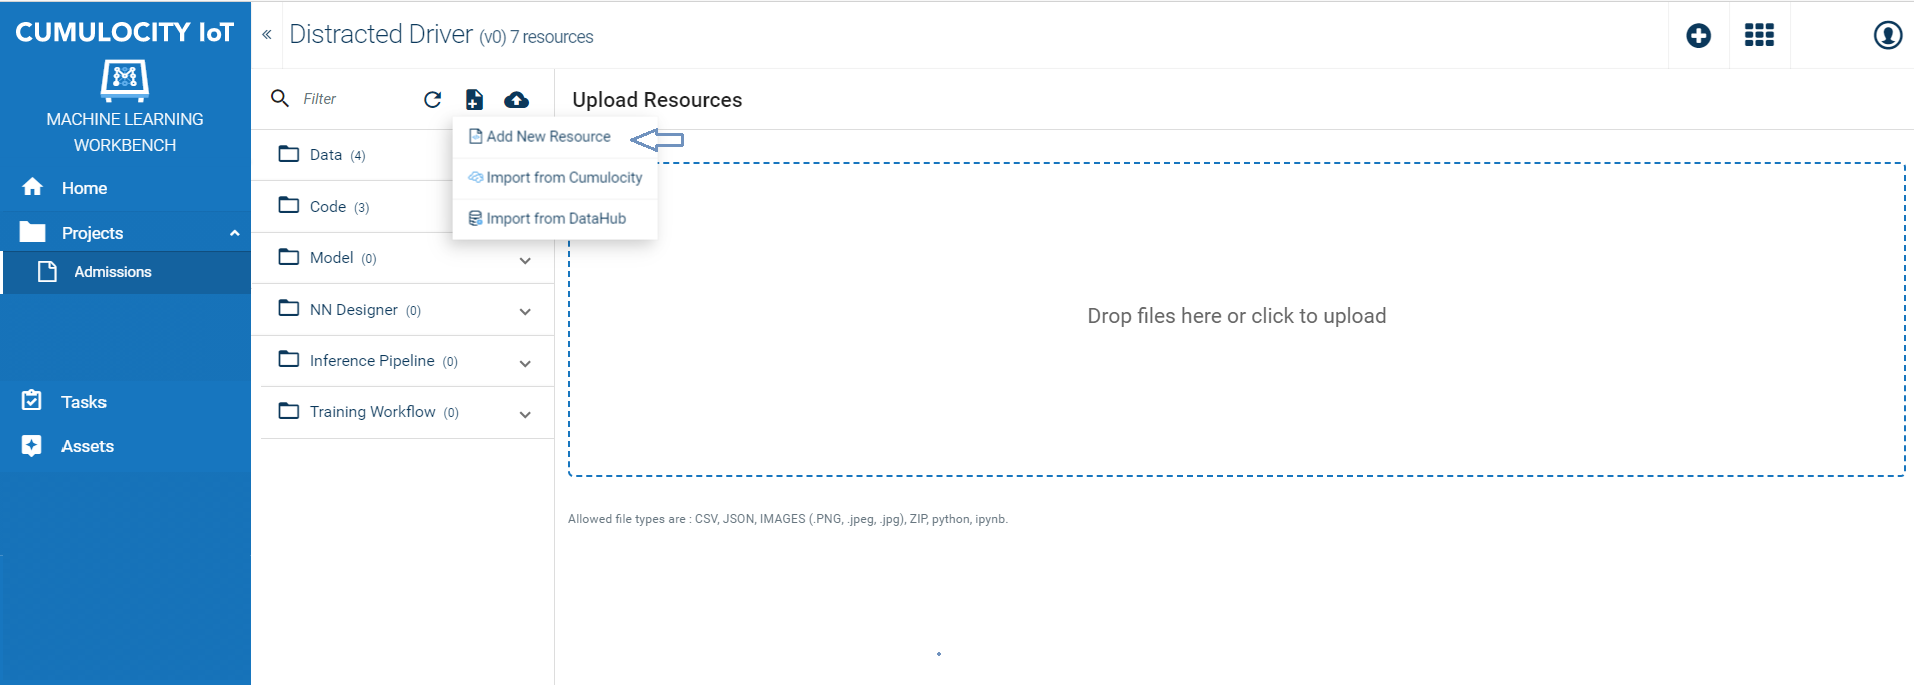 CUMULOCITY IoT
MACHINE LEARNING
WORKBENCH
Home
Projects
Admissions
Tasks
Assets
Distracted Driver (v0) 7 resources
Filter
Add New Resource
Import from Cumulocity
Import from DataHub
Data (4)
Code (3)
Model (0)
NN Designer (0)
Inference Pipeline (0)
Training Workflow (0)
Upload Resources
Drop files here or click to upload
Allowed file types are : CSV, JSON, IMAGES (.PNG, .jpeg, .jpg), ZIP, python, ipynb.